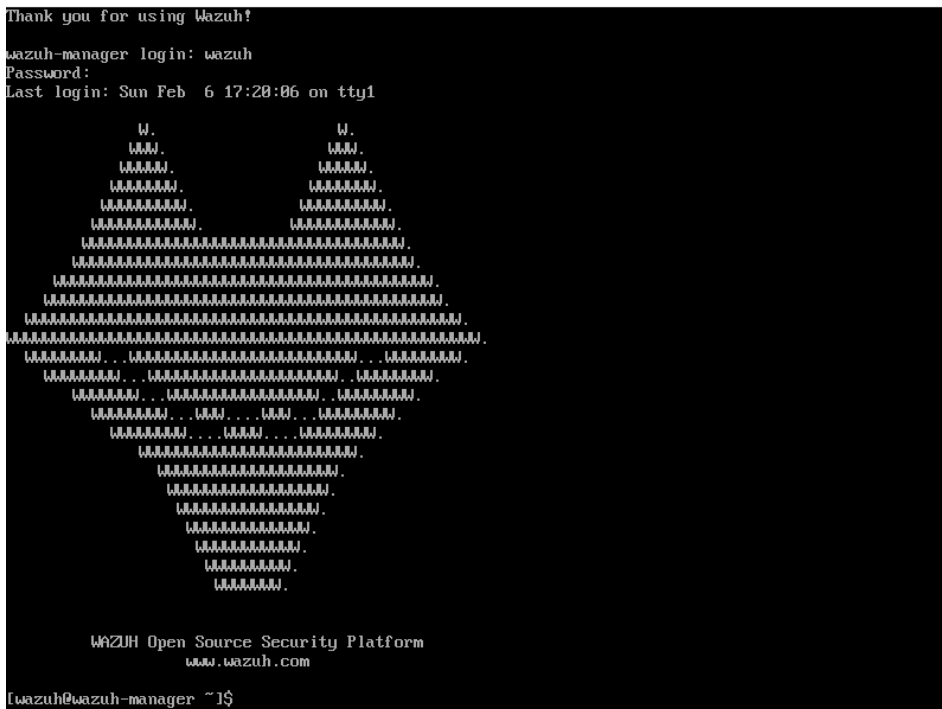 Thank you for using Wazuh!
wazuh-manager login: wazuh
Password:
Last login: Sun Feb  6 17:20:06 on tty1
WAZUH Open Source Security Platform
www.wazuh.com
[wazuh@wazuh-manager ~]$